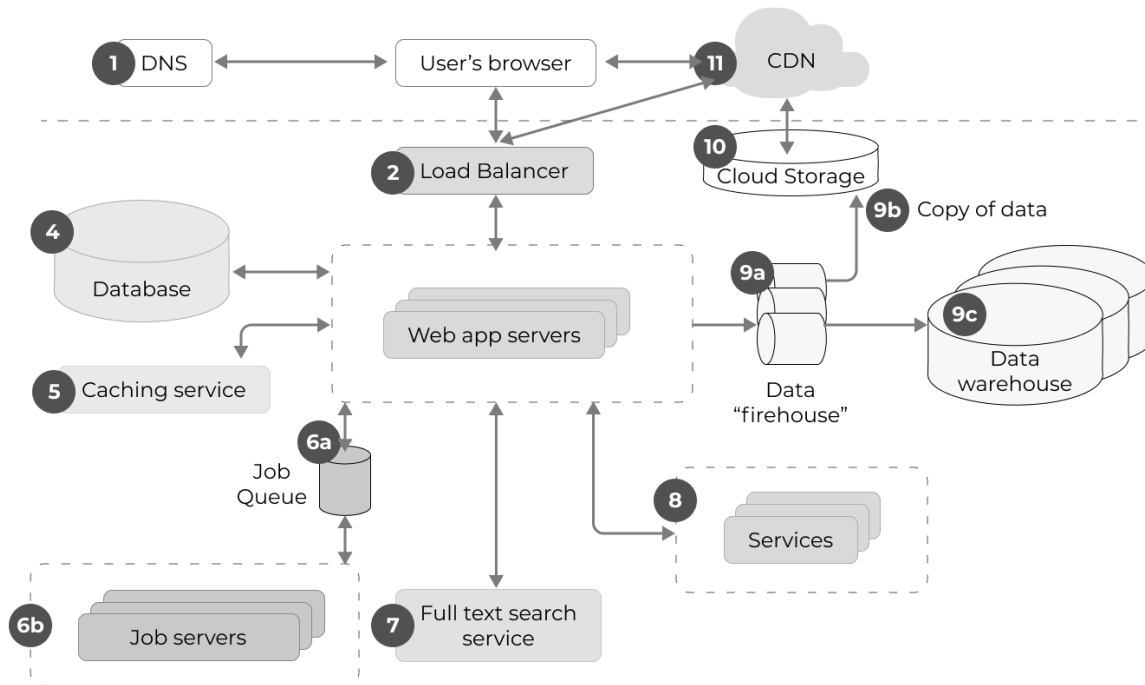 1 DNS
User's browser
11 CDN
2 Load Balancer
10 Cloud Storage
9b Copy of data
4 Database
9a
Data
“firehouse”
9c Data
warehouse
Web app servers
5 Caching service
6a
Job
Queue
8 Services
6b Job servers
7 Full text search
service